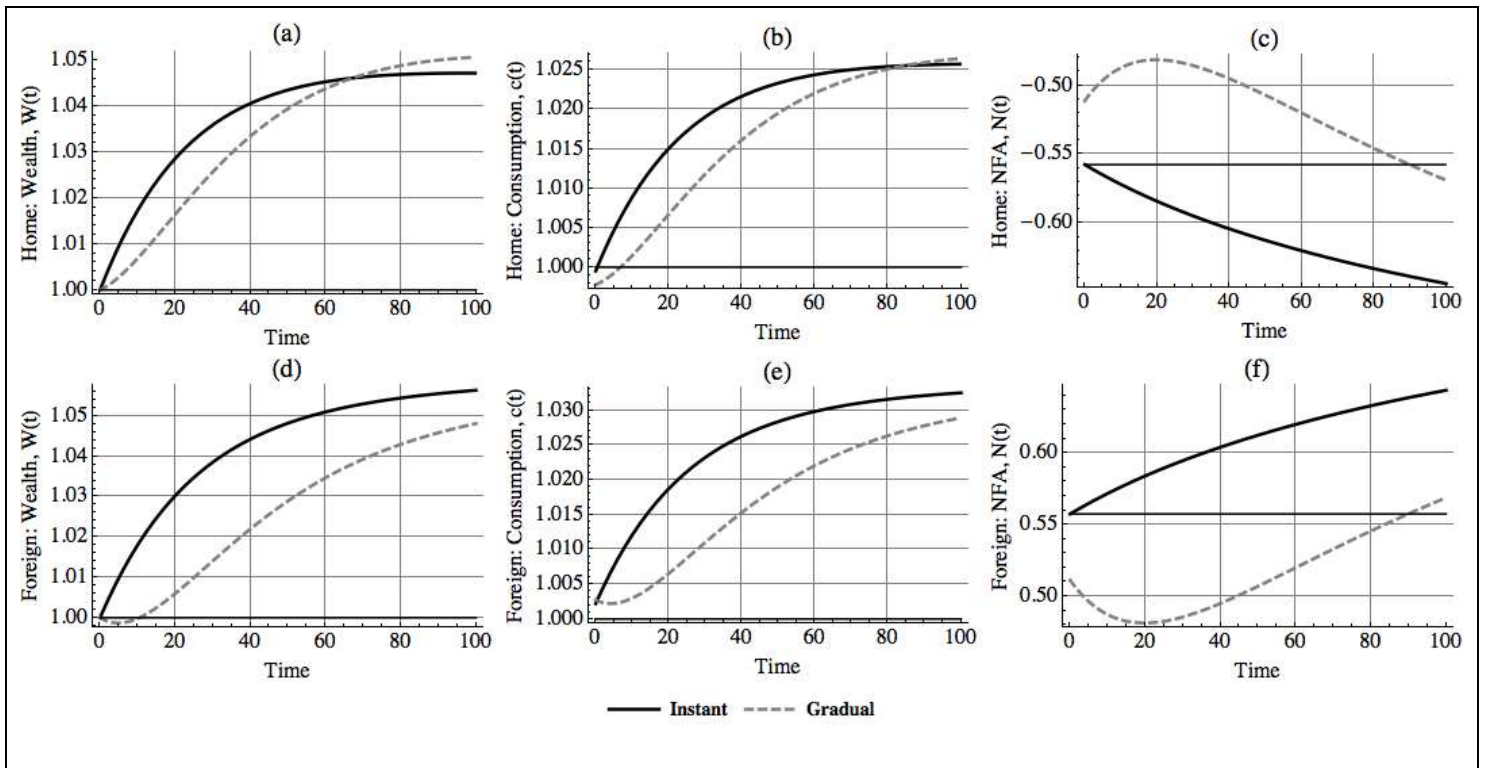 (a)
Home: Wealth, W(t)
1.05
1.04
1.03
1.02
1.01
1.00
0 20 40 60 80 100
Time
(b)
Home: Consumption, c(t)
1.025
1.020
1.015
1.010
1.005
1.000
0 20 40 60 80 100
Time
(c)
Home: NFA, N(t)
−0.50
−0.55
−0.60
0 20 40 60 80 100
Time
(d)
Foreign: Wealth, W(t)
1.05
1.04
1.03
1.02
1.01
1.00
0 20 40 60 80 100
Time
(e)
Foreign: Consumption, c(t)
1.030
1.025
1.020
1.015
1.010
1.005
1.000
0 20 40 60 80 100
Time
(f)
Foreign: NFA, N(t)
0.60
0.55
0.50
0 20 40 60 80 100
Time
Instant Gradual